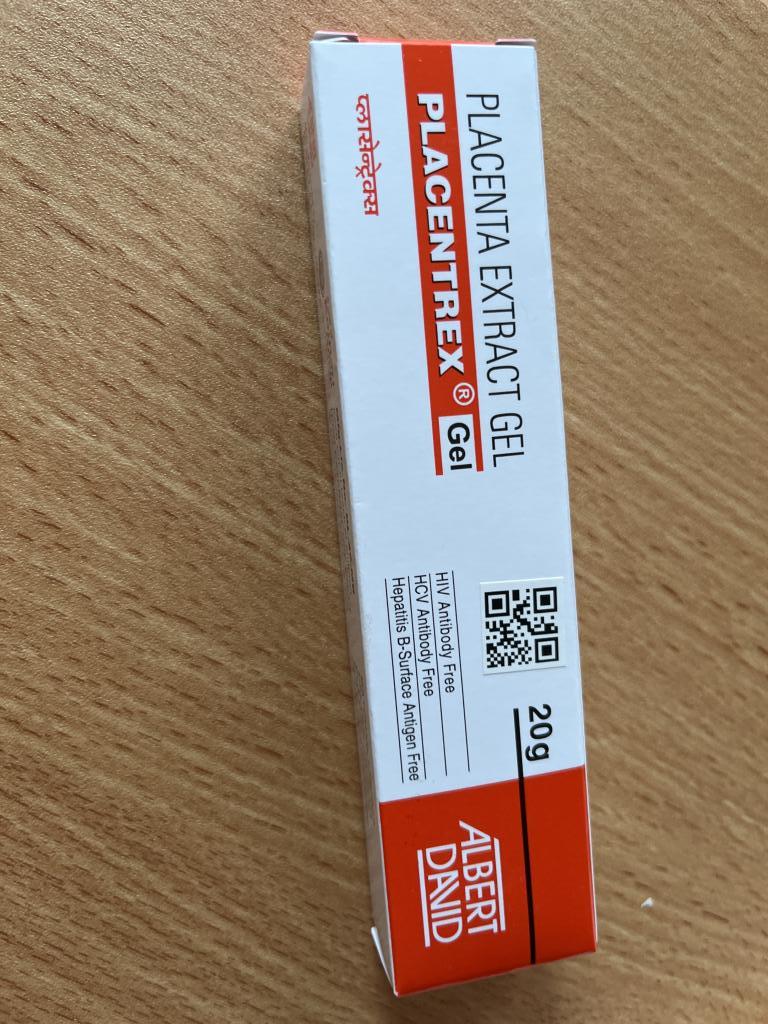 PLACENTA EXTRACT GEL
PLACENTREX® Gel
प्लासेन्ट्रेक्स
HIV Antibody Free
HCV Antibody Free
Hepatitis B-Surface Antigen Free
20g
ALBERT
DAVID